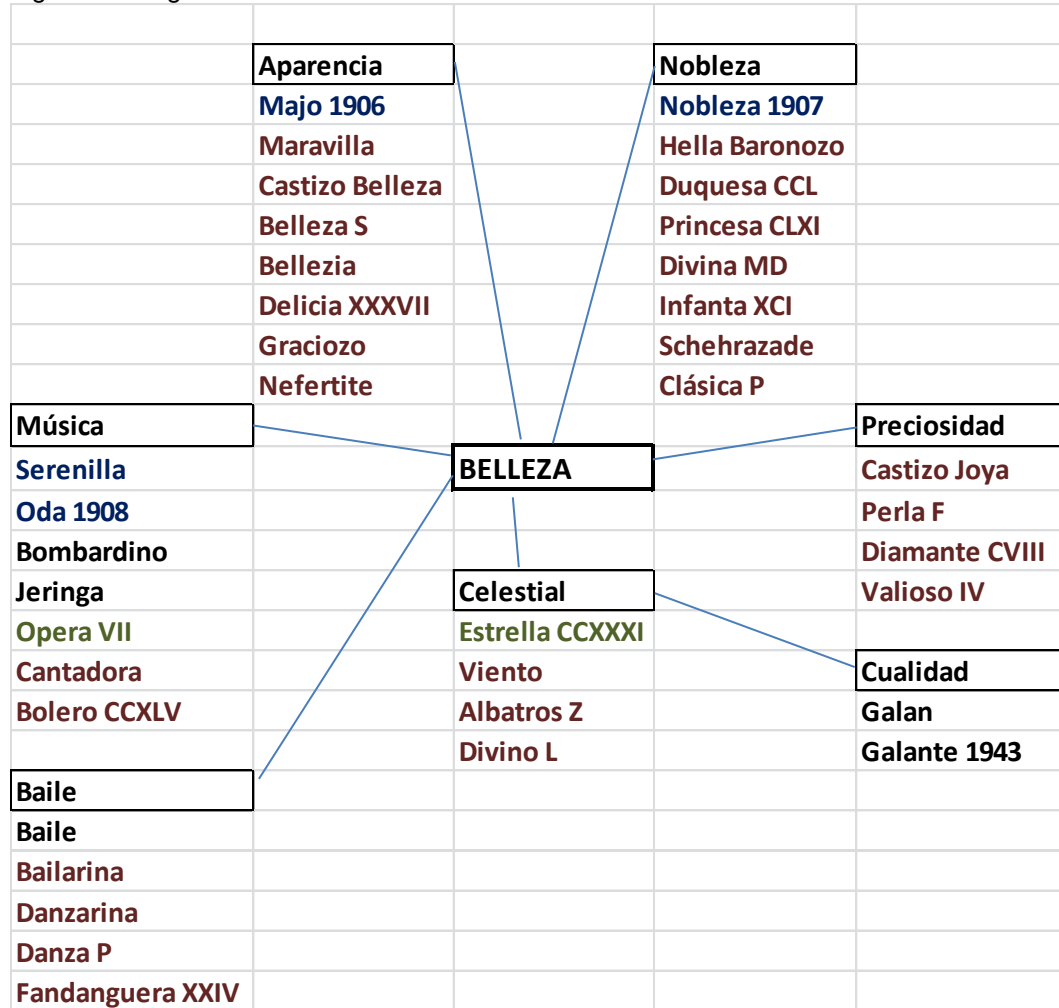 Aparencia
Majo 1906
Maravilla
Castizo Belleza
Belleza S
Bellezia
Delicia XXXVII
Graciozo
Nefertite
Nobleza
Nobleza 1907
Hella Baronozo
Duquesa CCL
Princesa CLXI
Divina MD
Infanta XCI
Schehrazade
Clásica P
Música
Serenilla
Oda 1908
Bombardino
Jeringa
Opera VII
Cantadora
Bolero CCXLV
BELLEZA
Preciosidad
Castizo Joya
Perla F
Diamante CVIII
Valioso IV
Celestial
Estrella CCXXXI
Viento
Albatros Z
Divino L
Cualidad
Galan
Galante 1943
Baile
Baile
Bailarina
Danzarina
Danza P
Fandanguera XXIV